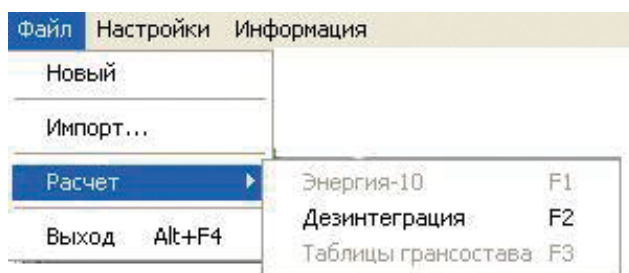 Файл Настройки Информация
Новый
Импорт...
Расчет
Энергия-10 F1
Дезинтеграция F2
Выход Alt+F4
Таблицы грансостава F3